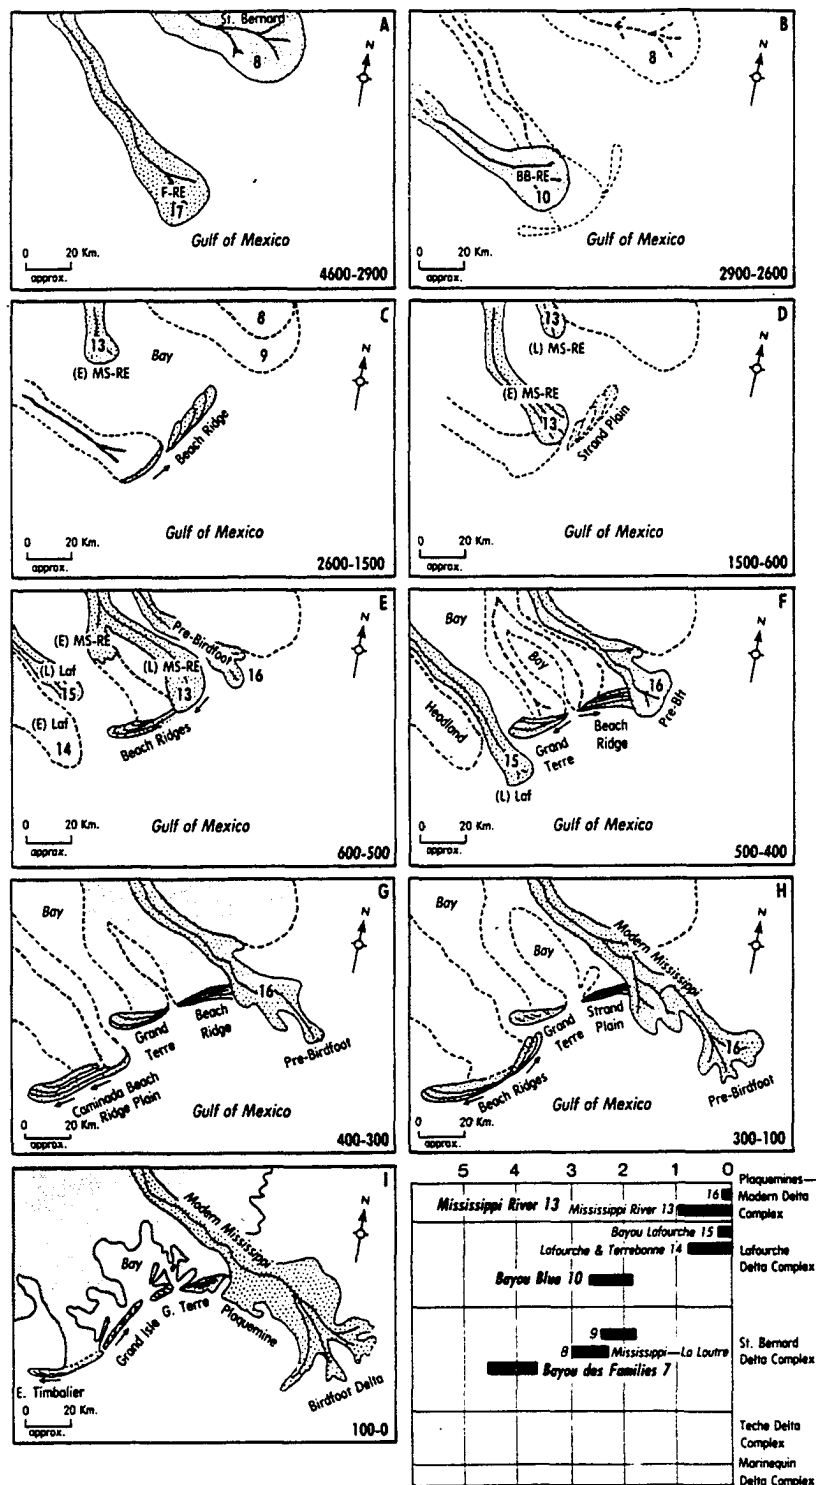 A
St. Bernard
8
N
F-RE
17
Gulf of Mexico
0 20 Km.
approx.
4600-2900
B
8
N
BB-RE
10
Gulf of Mexico
0 20 Km.
approx.
2900-2600
C
8
9
13
Bay
(E) MS-RE
N
Beach Ridge
Gulf of Mexico
0 20 Km.
approx.
2600-1500
D
13
(L) MS-RE
N
(E) MS-RE
13
Strand Plain
Gulf of Mexico
0 20 Km.
approx.
1500-600
E
Pre-Birdfoot
N
(E) MS-RE
(L) Laf
15
(L) MS-RE
16
13
(E) Laf
14
Beach Ridges
0 20 Km.
approx.
Gulf of Mexico
600-500
F
Bay
N
Bay
16
Pre-Bft
Headland
Beach
Ridge
Grand
Terre
15
(L) Laf
0 20 Km.
approx.
Gulf of Mexico
500-400
G
Bay
N
16
Beach
Ridge
Grand
Terre
Pre-Birdfoot
Caminada Beach
Ridge Plain
Gulf of Mexico
0 20 Km.
approx.
400-300
H
Bay
N
Bay
Modern Mississippi
Strand
Plain
Grand
Terre
16
Pre-Birdfoot
Beach Ridges
Gulf of Mexico
0 20 Km.
approx.
300-100
I
N
Modern Mississippi
Bay
Grand Isle
G. Terre
Plaquemine
E. Timbalier
Birdfoot Delta
0 20 Km.
approx.
100-0
5 4 3 2 1 0
16
Plaquemines—
Modern Delta
Complex
Mississippi River 13
Mississippi River 13
Bayou Lafourche 15
Lafourche & Terrebonne 14
Lafourche
Delta Complex
Bayou Blue 10
9
8 Mississippi—La Loutre
St. Bernard
Delta Complex
Bayou des Familles 7
Teche Delta
Complex
Marinequin
Delta Complex
6 5 4 3 2 1 0